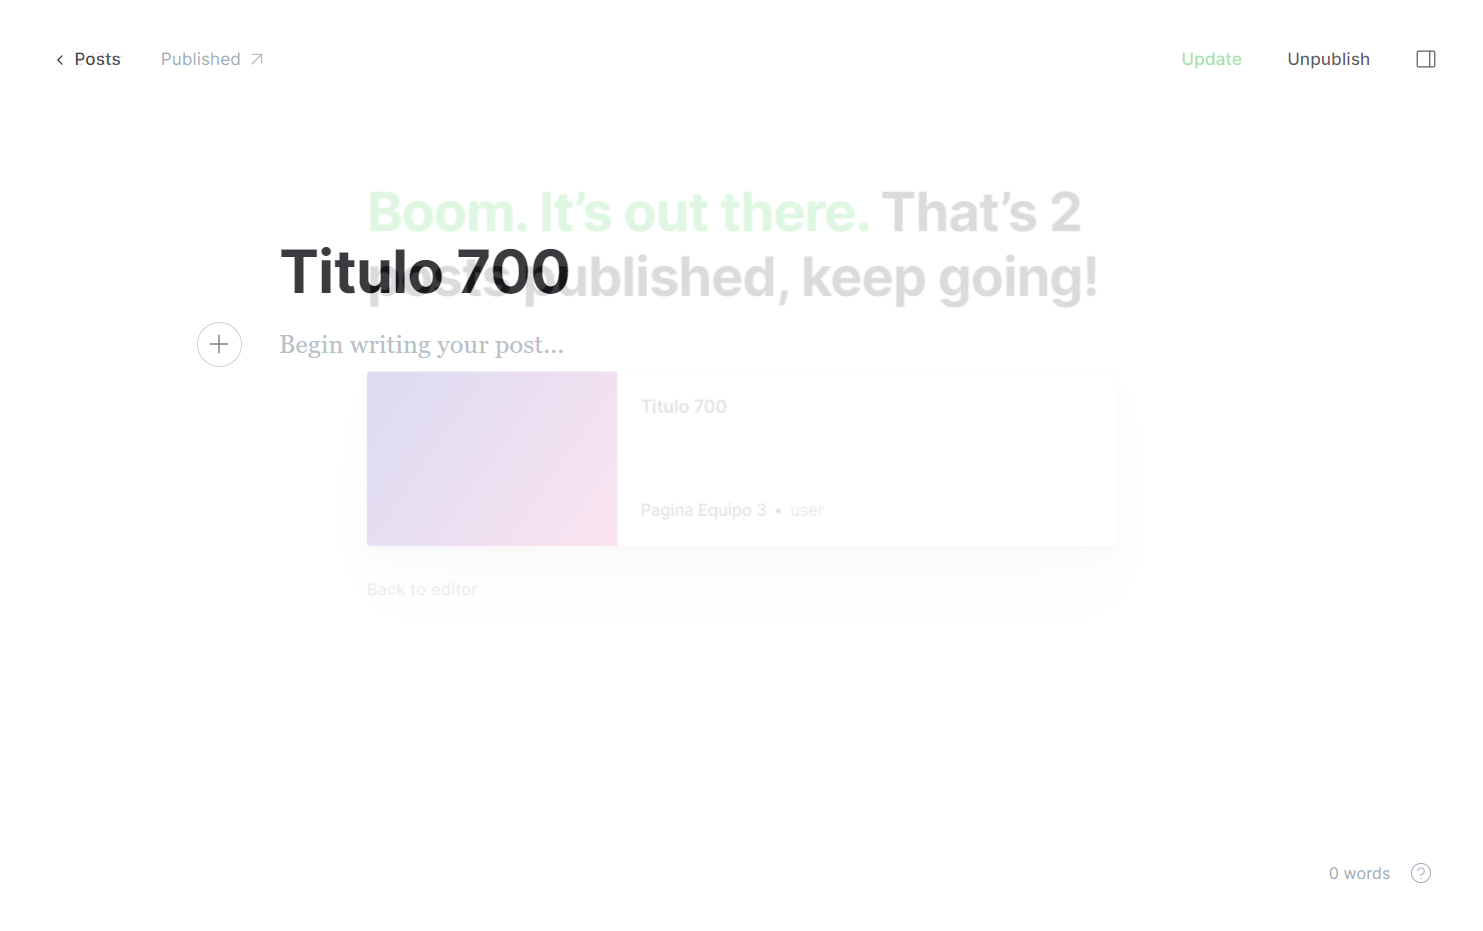 Posts Published
Update Unpublish
Boom. It’s out there. That’s 2
posts published, keep going!
Titulo 700
Begin writing your post...
Titulo 700
Pagina Equipo 3 • user
Back to editor
0 words